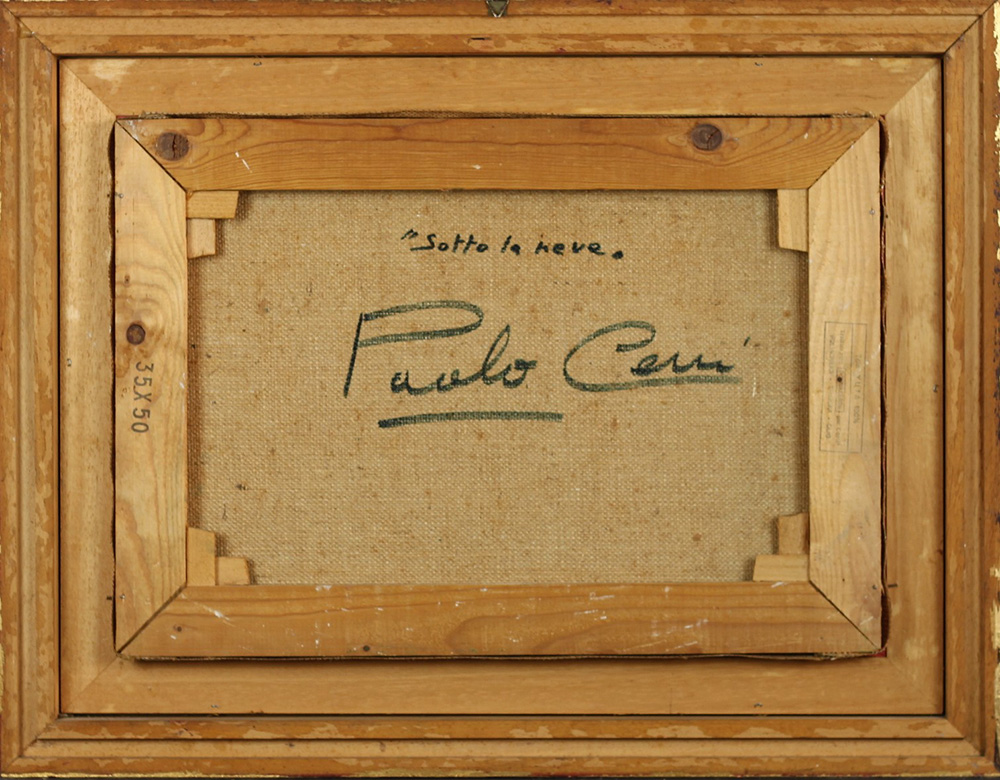 "Sotto la neve.
Paolo Cerri
35X50